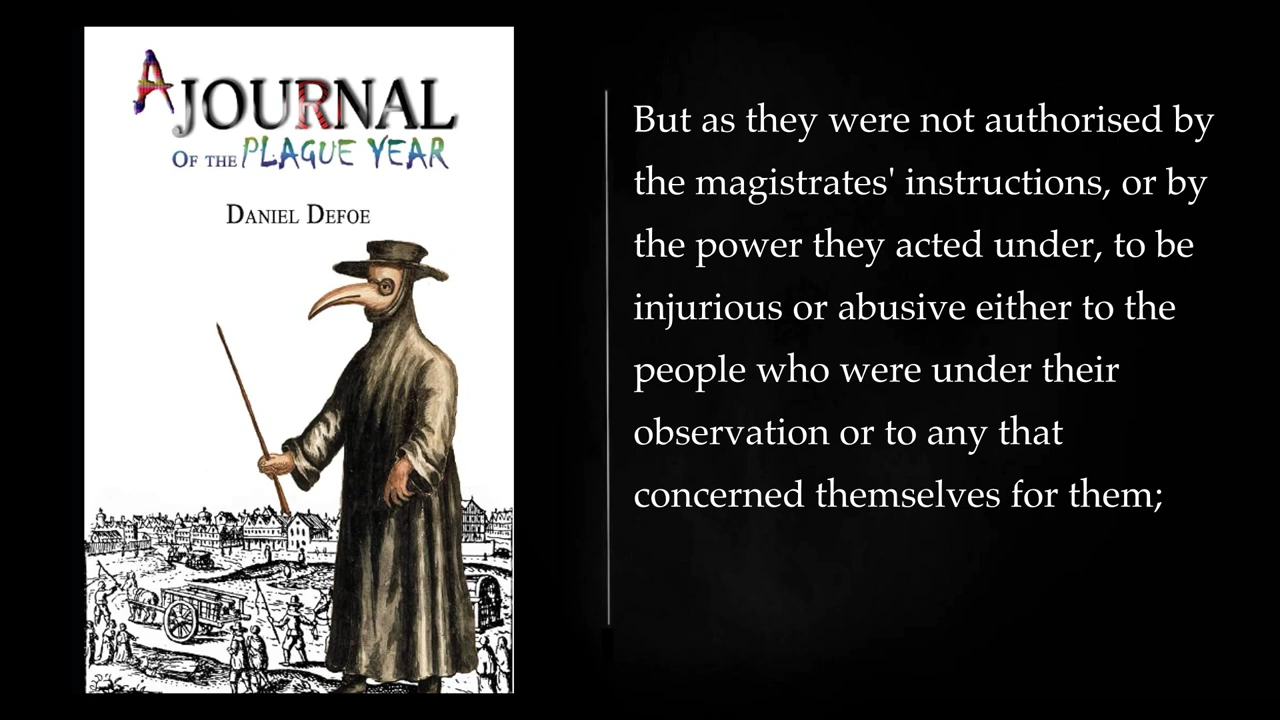 A JOURNAL
OF THE PLAGUE YEAR
DANIEL DEFOE
But as they were not authorised by
the magistrates' instructions, or by
the power they acted under, to be
injurious or abusive either to the
people who were under their
observation or to any that
concerned themselves for them;